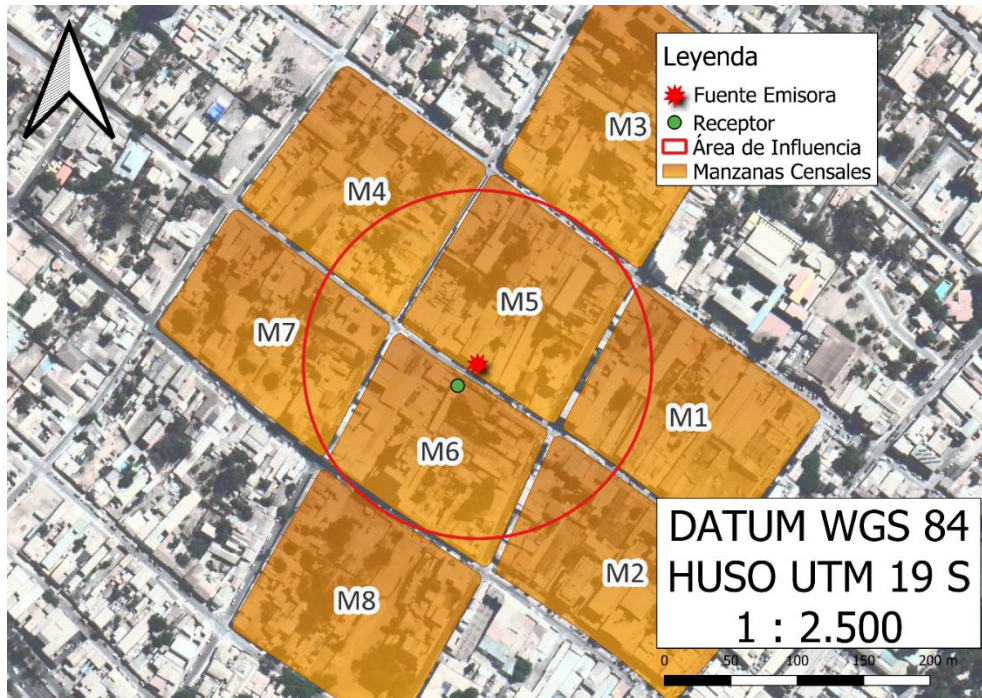 Leyenda
Fuente Emisora
Receptor
Área de Influencia
Manzanas Censales
M3
M4
M5
M7
M1
M6
M2
M8
DATUM WGS 84
HUSO UTM 19 S
1 : 2.500
0 50 100 150 200 m